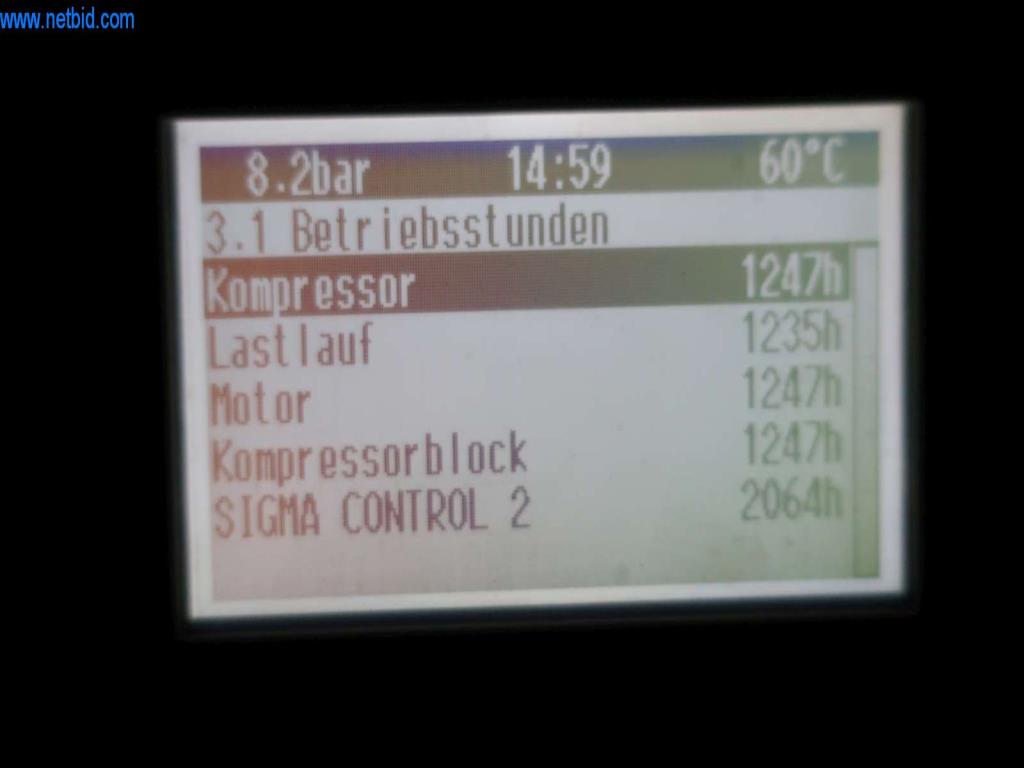 www.netbid.com
8.2bar 14:59 60°C
3.1 Betriebsstunden
Kompressor 1247h
Lastlauf 1235h
Motor 1247h
Kompressorblock 1247h
SIGMA CONTROL 2 2064h